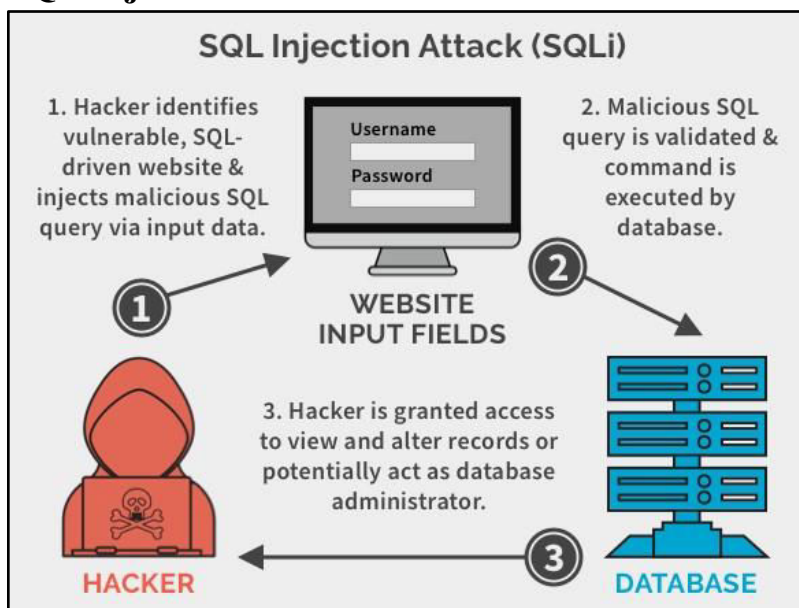 SQL Injection Attack (SQLi)
1. Hacker identifies
vulnerable, SQL-
driven website &
injects malicious SQL
query via input data.
Username
Password
2. Malicious SQL
query is validated &
command is
executed by
database.
1
2
WEBSITE
INPUT FIELDS
3. Hacker is granted access
to view and alter records or
potentially act as database
administrator.
3
HACKER
DATABASE